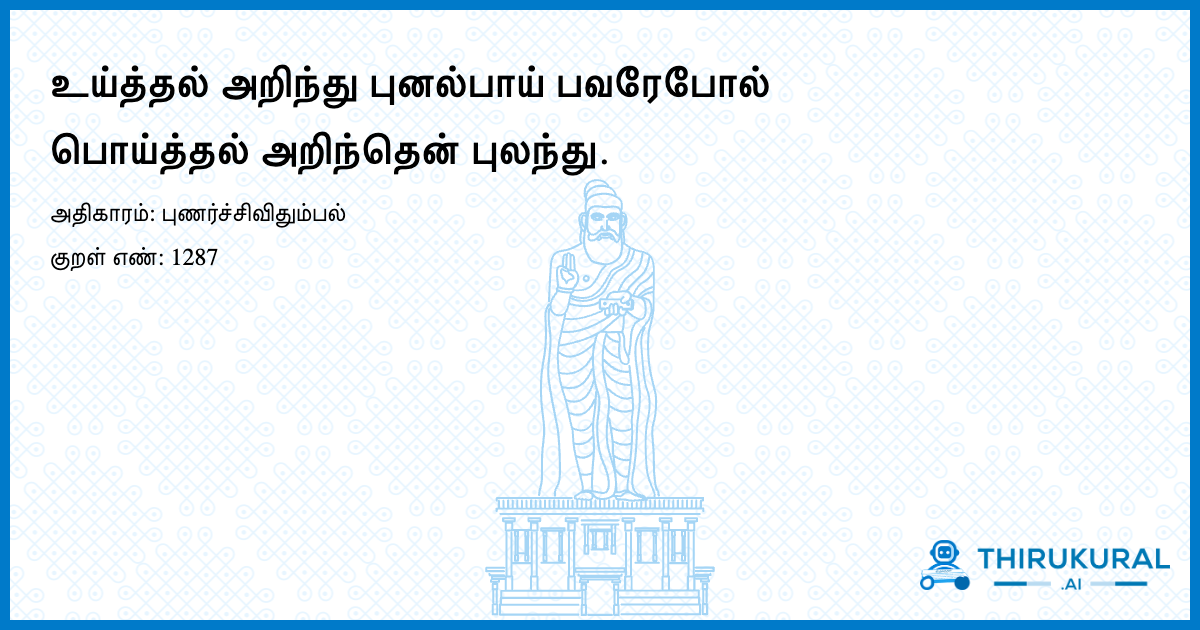 உய்த்தல் அறிந்து புனல்பாய் பவரேபோல்
பொய்த்தல் அறிந்தென் புலந்து.
அதிகாரம்: புணர்ச்சிவிதும்பல்
குறள் எண்: 1287
THIRUKURAL
.AI